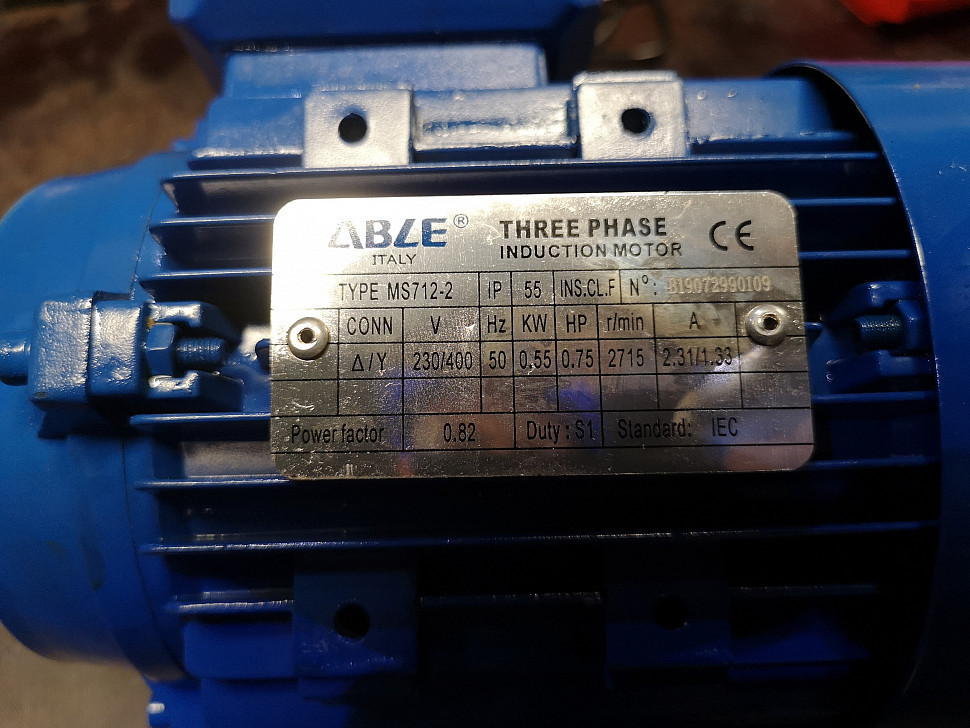 ABLE ® THREE PHASE CE
ITALY INDUCTION MOTOR
TYPE MS712-2 IP 55 INS.CL.F N°: B19072990109
CONN V Hz KW HP r/min A
Δ/Y 230/400 50 0.55 0.75 2715 2.31/1.33
Power factor 0.82 Duty: S1 Standard: IEC